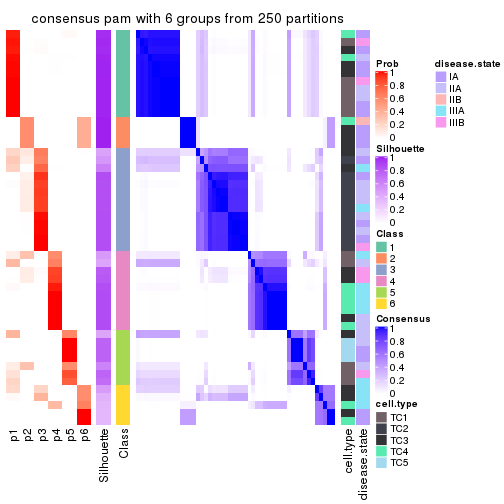 consensus pam with 6 groups from 250 partitions
Prob
1
0.8
0.6
0.4
0.2
0
Silhouette
1
0.8
0.6
0.4
0.2
0
Class
1
2
3
4
5
6
Consensus
1
0.8
0.6
0.4
0.2
0
cell.type
TC1
TC2
TC3
TC4
TC5
disease.state
IA
IIA
IIB
IIIA
IIIB
p1
p2
p3
p4
p5
p6
Silhouette
Class
cell.type
disease.state